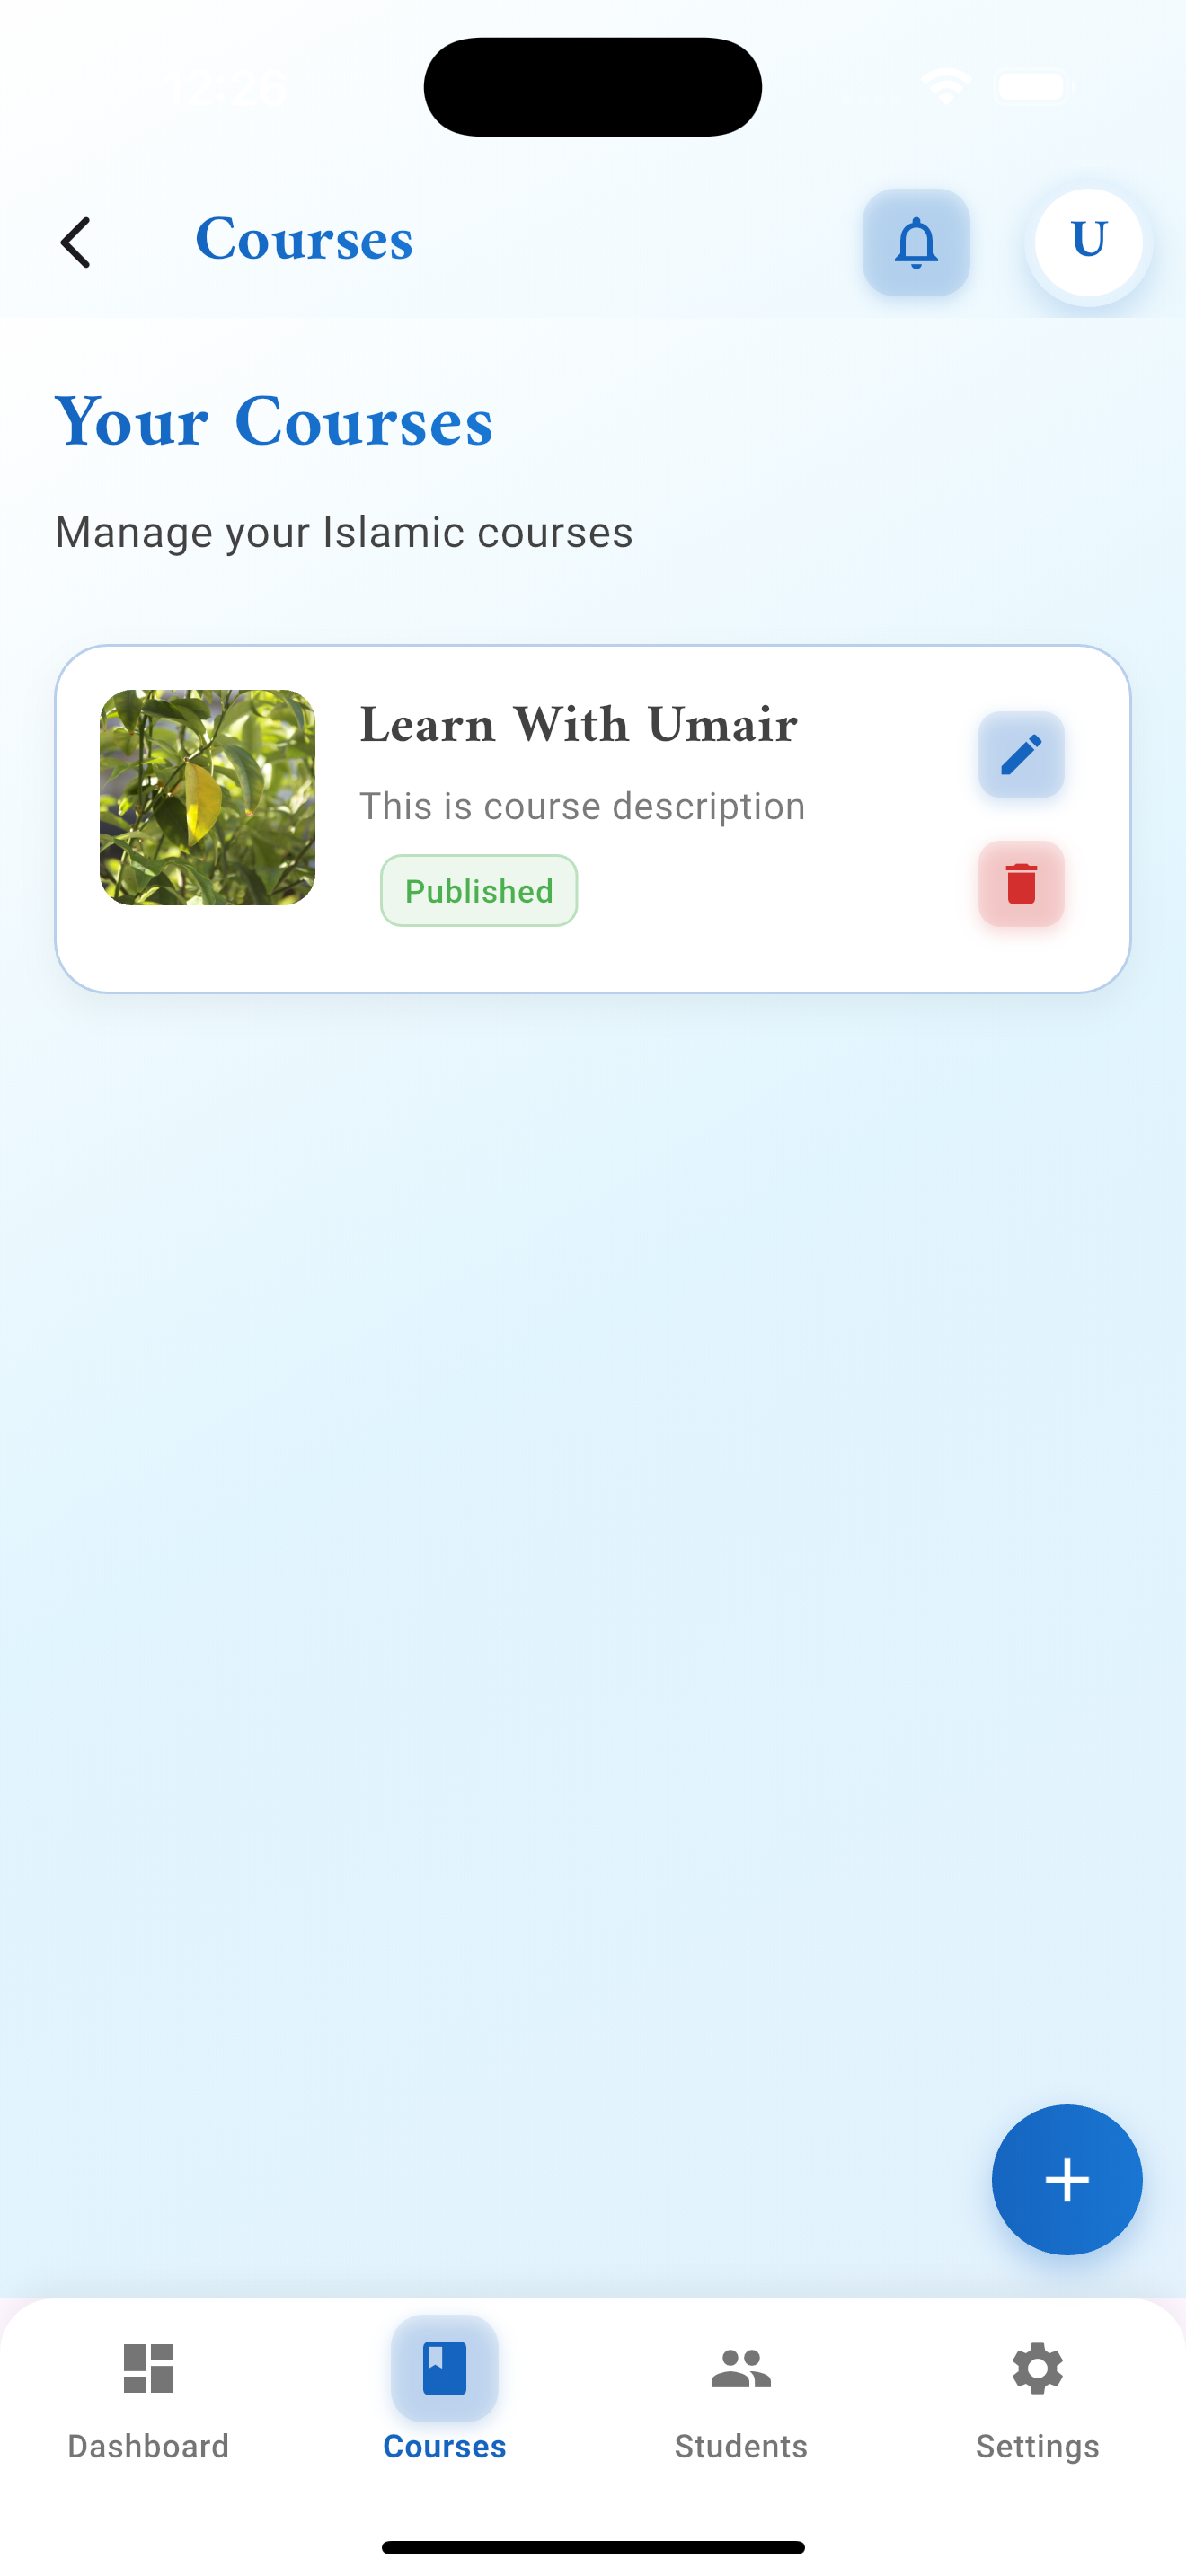 12:26
Courses
U
Your Courses
Manage your Islamic courses
Learn With Umair
This is course description
Published
Dashboard
Courses
Students
Settings